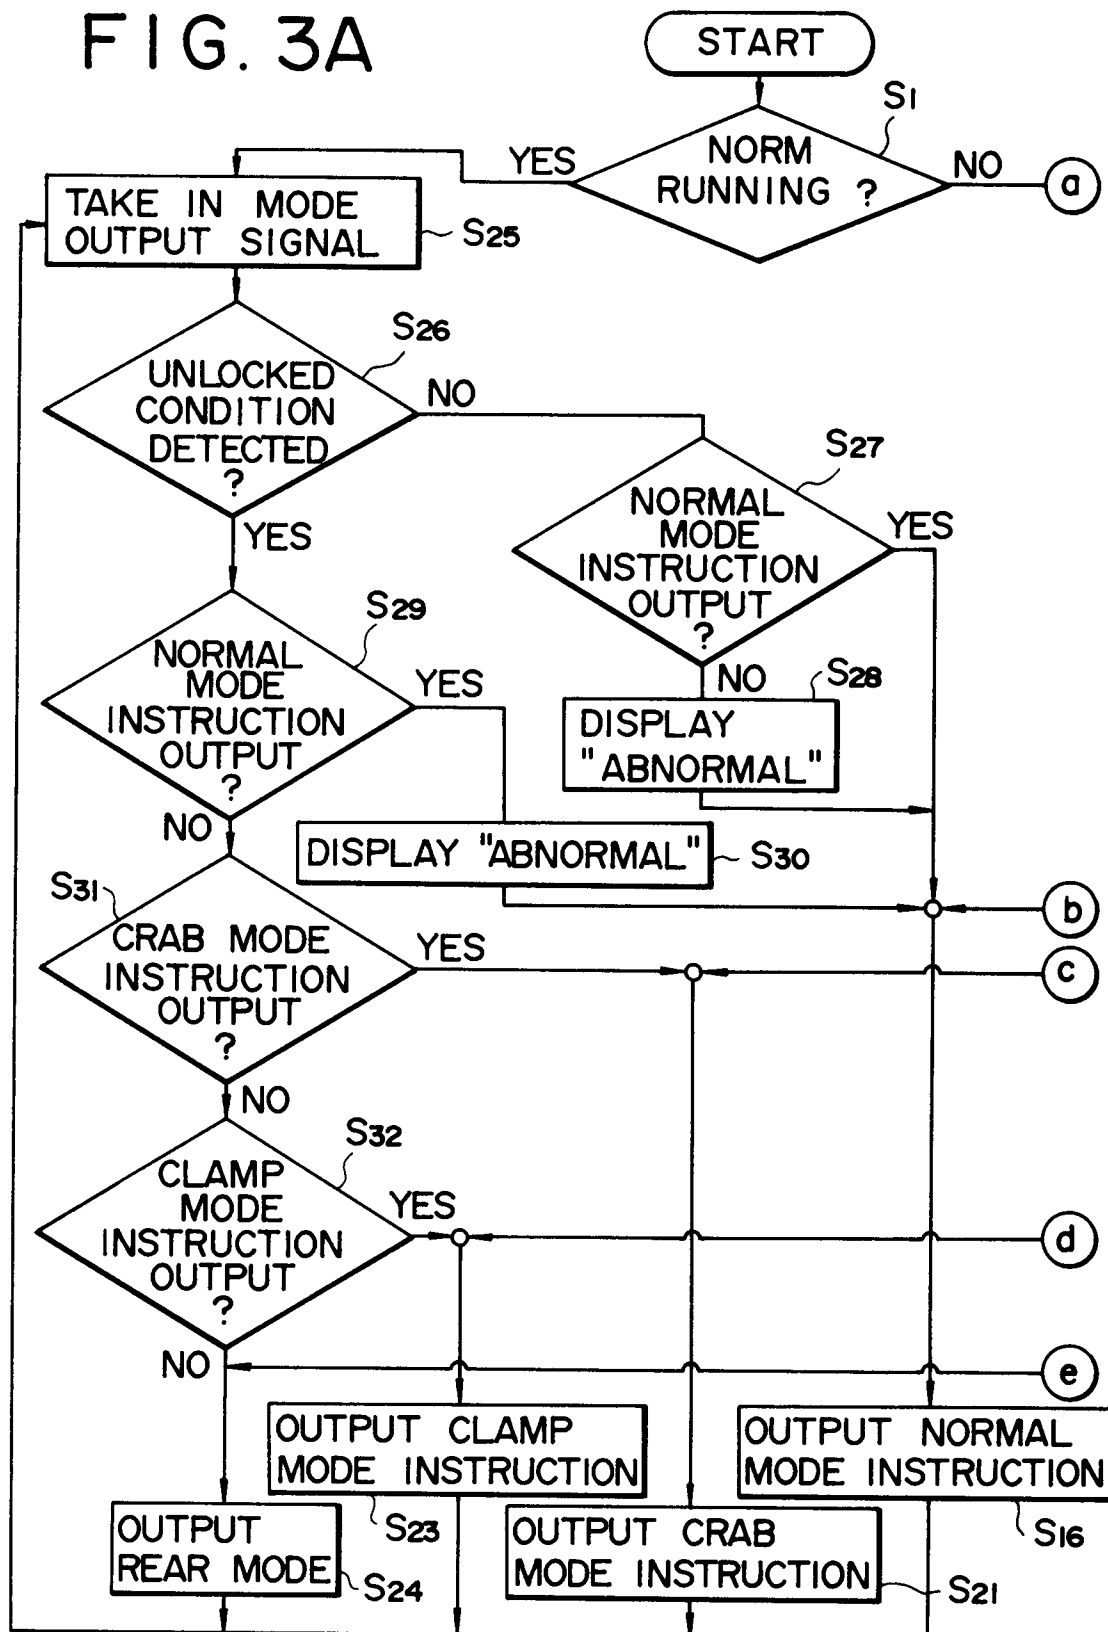 FIG. 3A
START
S1
NORM
RUNNING ?
YES
NO
a
TAKE IN MODE
OUTPUT SIGNAL
S25
S26
UNLOCKED
CONDITION
DETECTED
?
NO
YES
S27
NORMAL
MODE
INSTRUCTION
OUTPUT
?
YES
NO
S28
DISPLAY
"ABNORMAL"
S29
NORMAL
MODE
INSTRUCTION
OUTPUT
?
YES
NO
DISPLAY "ABNORMAL"
S30
b
S31
CRAB MODE
INSTRUCTION
OUTPUT
?
YES
c
NO
S32
CLAMP
MODE
INSTRUCTION
OUTPUT
?
YES
d
NO
e
OUTPUT CLAMP
MODE INSTRUCTION
S23
OUTPUT NORMAL
MODE INSTRUCTION
S16
OUTPUT
REAR MODE
S24
OUTPUT CRAB
MODE INSTRUCTION
S21